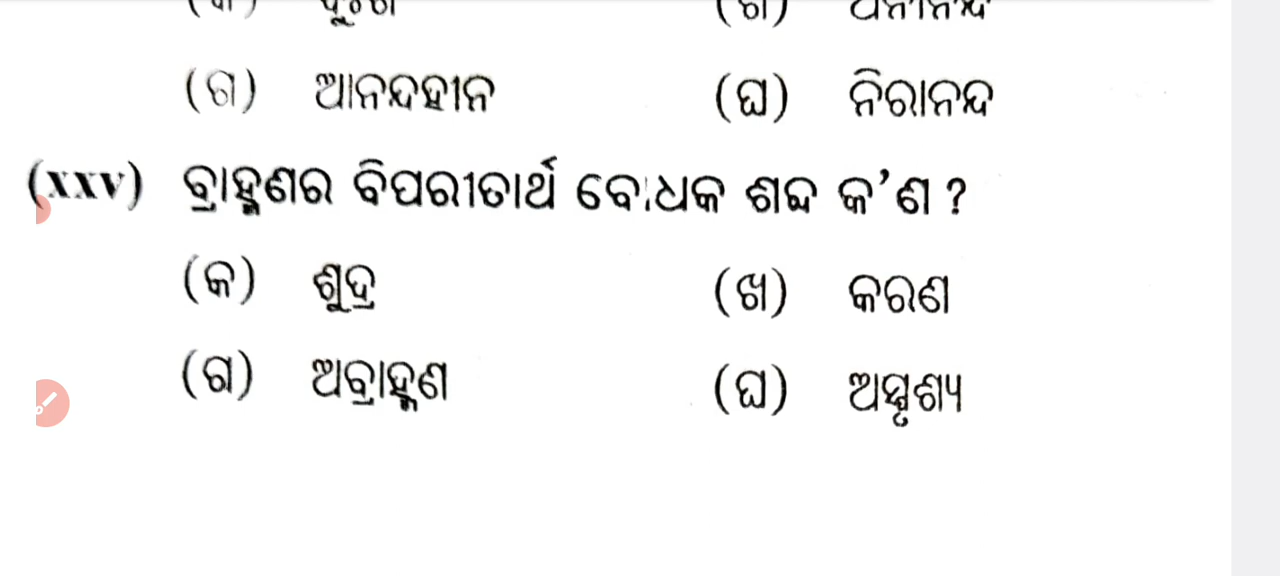 (ଗ) ଆନନ୍ଦହୀନ (ଘ) ନିରାନନ୍ଦ
(xxv) ବ୍ରାହ୍ମଣର ବିପରୀତାର୍ଥ ବୋଧକ ଶବ୍ଦ କ'ଣ ?
(କ) ଶୁଦ୍ର (ଖ) କରଣ
(ଗ) ଅବ୍ରାହ୍ମଣ (ଘ) ଅସ୍ପୃଶ୍ୟ